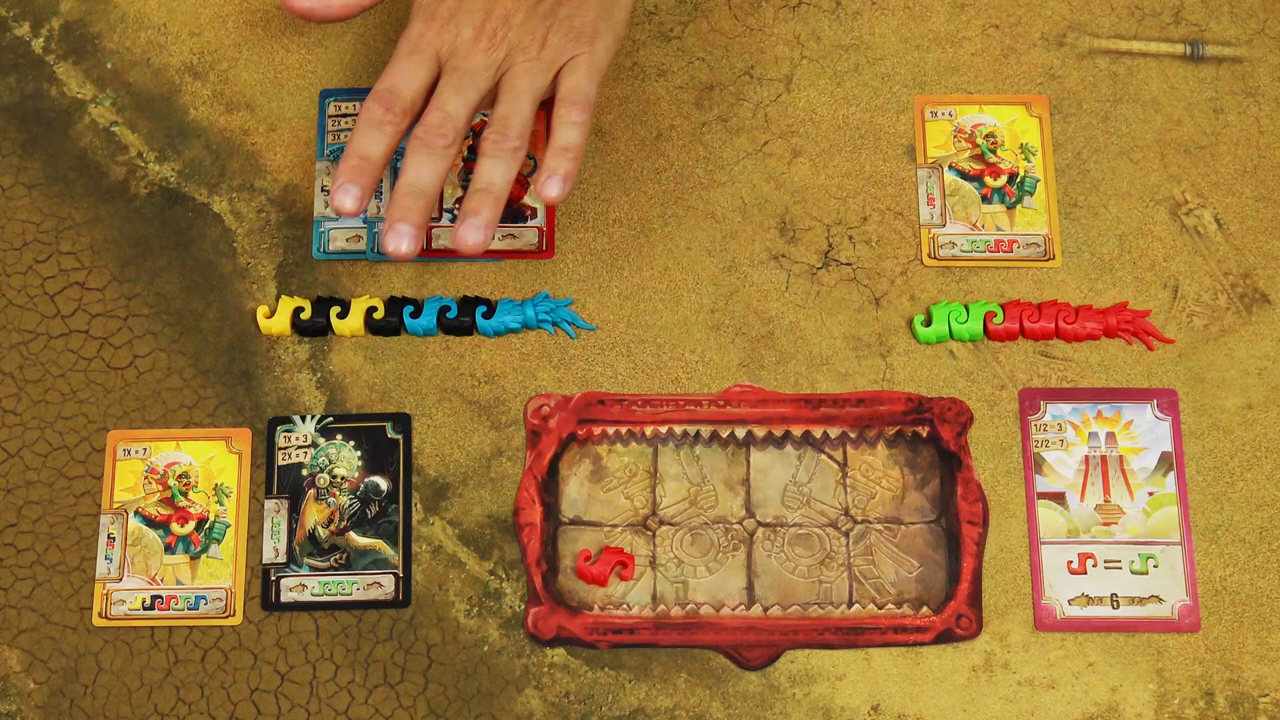 1X = 1
2X = 3
3X =
1X = 4
1X = 7
1X = 3
2X = 7
1/2 = 3
2/2 = 7
=
6